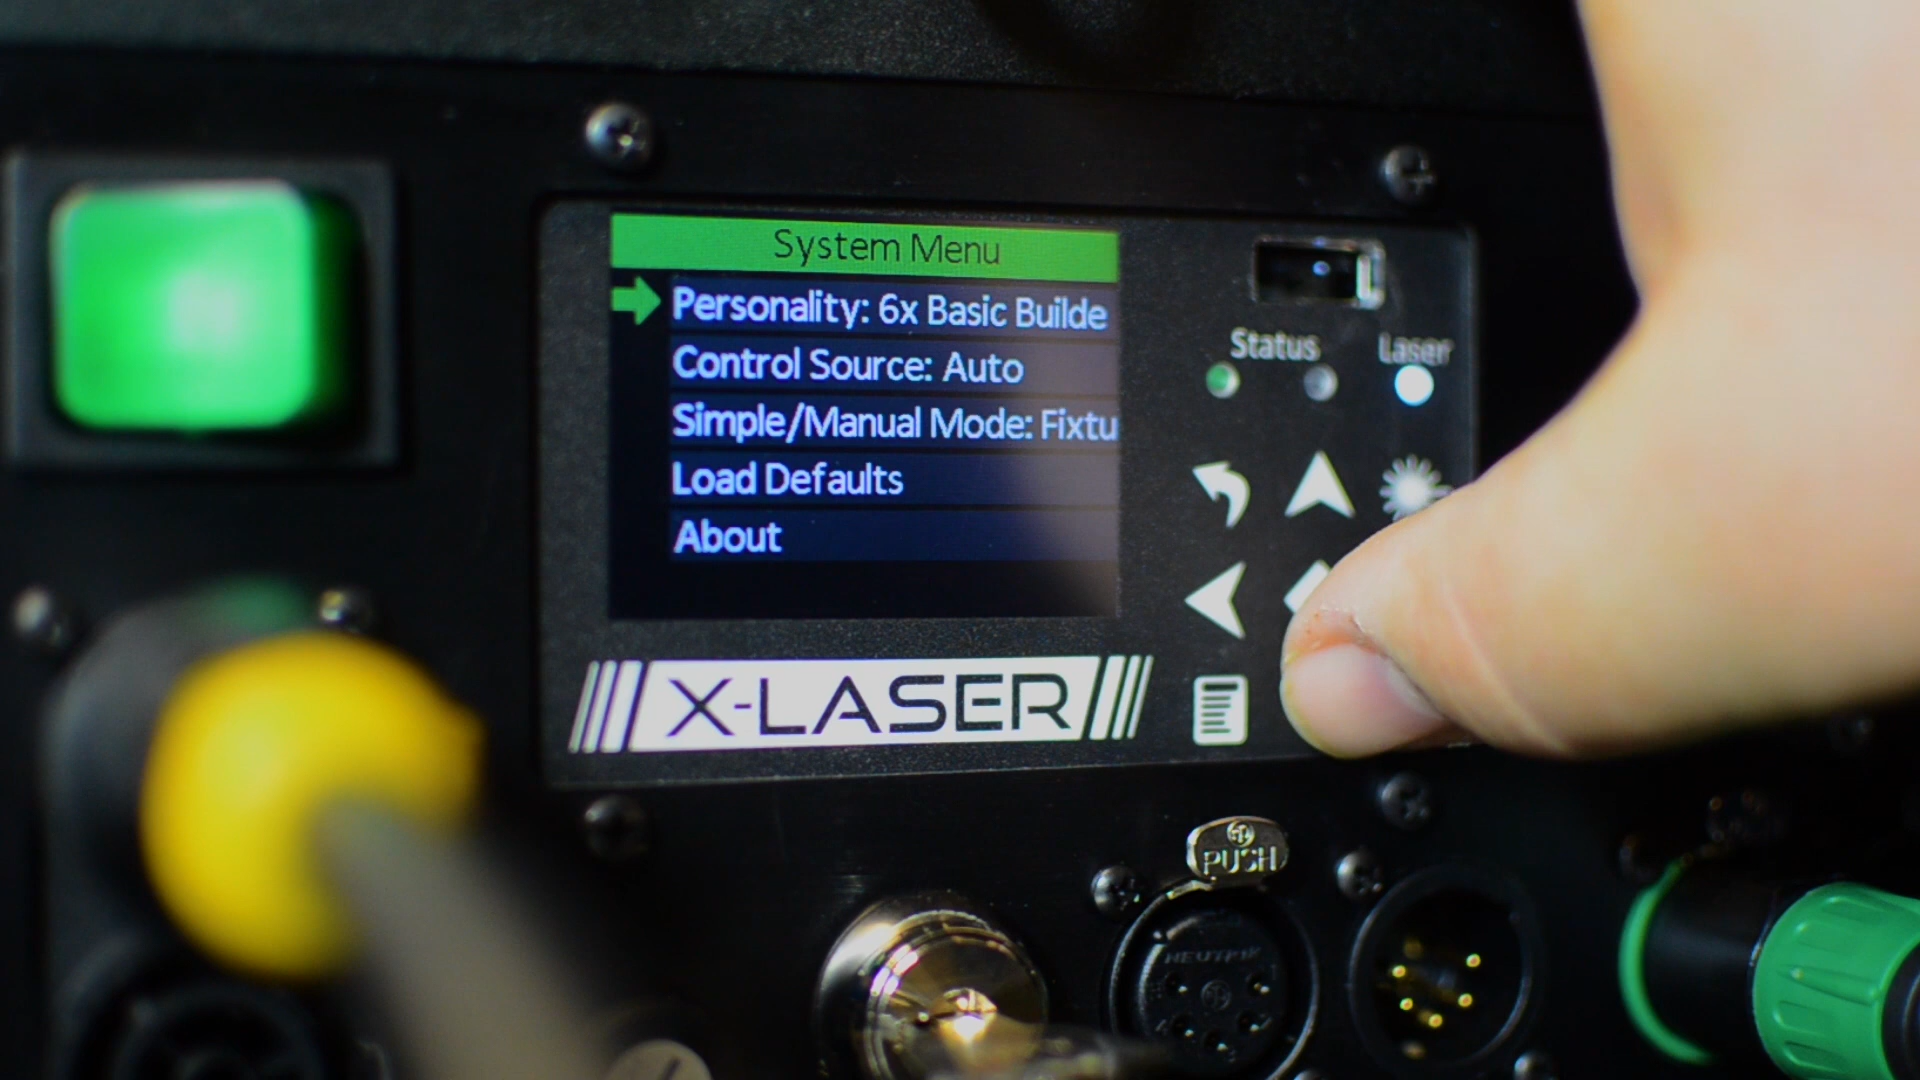 System Menu
Personality: 6x Basic Builde
Control Source: Auto
Simple/Manual Mode: Fixtu
Load Defaults
About
Status
Laser
X-LASER
PUSH
NEUTRIK